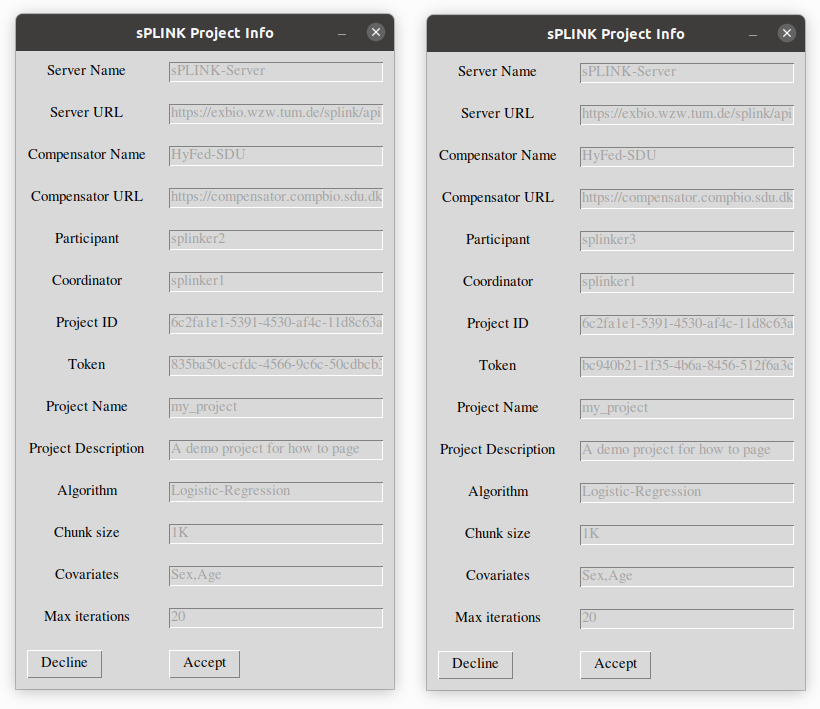 sPLINK Project Info
Server Name sPLINK-Server
Server URL https://exbio.wzw.tum.de/splink/api
Compensator Name HyFed-SDU
Compensator URL https://compensator.compbio.sdu.dk
Participant splinker2
Coordinator splinker1
Project ID 6c2fa1e1-5391-4530-af4c-11d8c63a
Token 835ba50c-cfdc-4566-9c6c-50cdbcb3
Project Name my_project
Project Description A demo project for how to page
Algorithm Logistic-Regression
Chunk size 1K
Covariates Sex,Age
Max iterations 20
Decline Accept
sPLINK Project Info
Server Name sPLINK-Server
Server URL https://exbio.wzw.tum.de/splink/api
Compensator Name HyFed-SDU
Compensator URL https://compensator.compbio.sdu.dk
Participant splinker3
Coordinator splinker1
Project ID 6c2fa1e1-5391-4530-af4c-11d8c63a
Token bc940b21-1f35-4b6a-8456-512f6a3c
Project Name my_project
Project Description A demo project for how to page
Algorithm Logistic-Regression
Chunk size 1K
Covariates Sex,Age
Max iterations 20
Decline Accept